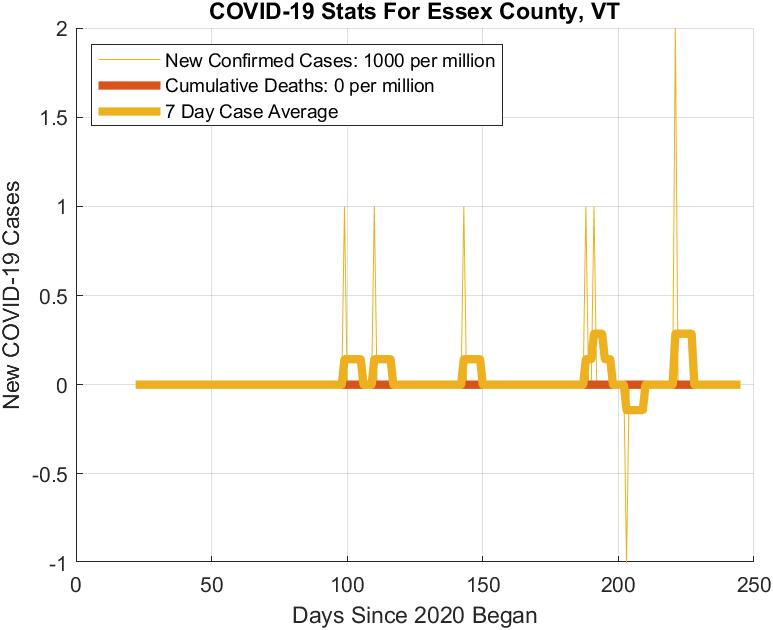 COVID-19 Stats For Essex County, VT
New Confirmed Cases: 1000 per million
Cumulative Deaths: 0 per million
7 Day Case Average
New COVID-19 Cases
2
1.5
1
0.5
0
-0.5
-1
0 50 100 150 200 250
Days Since 2020 Began